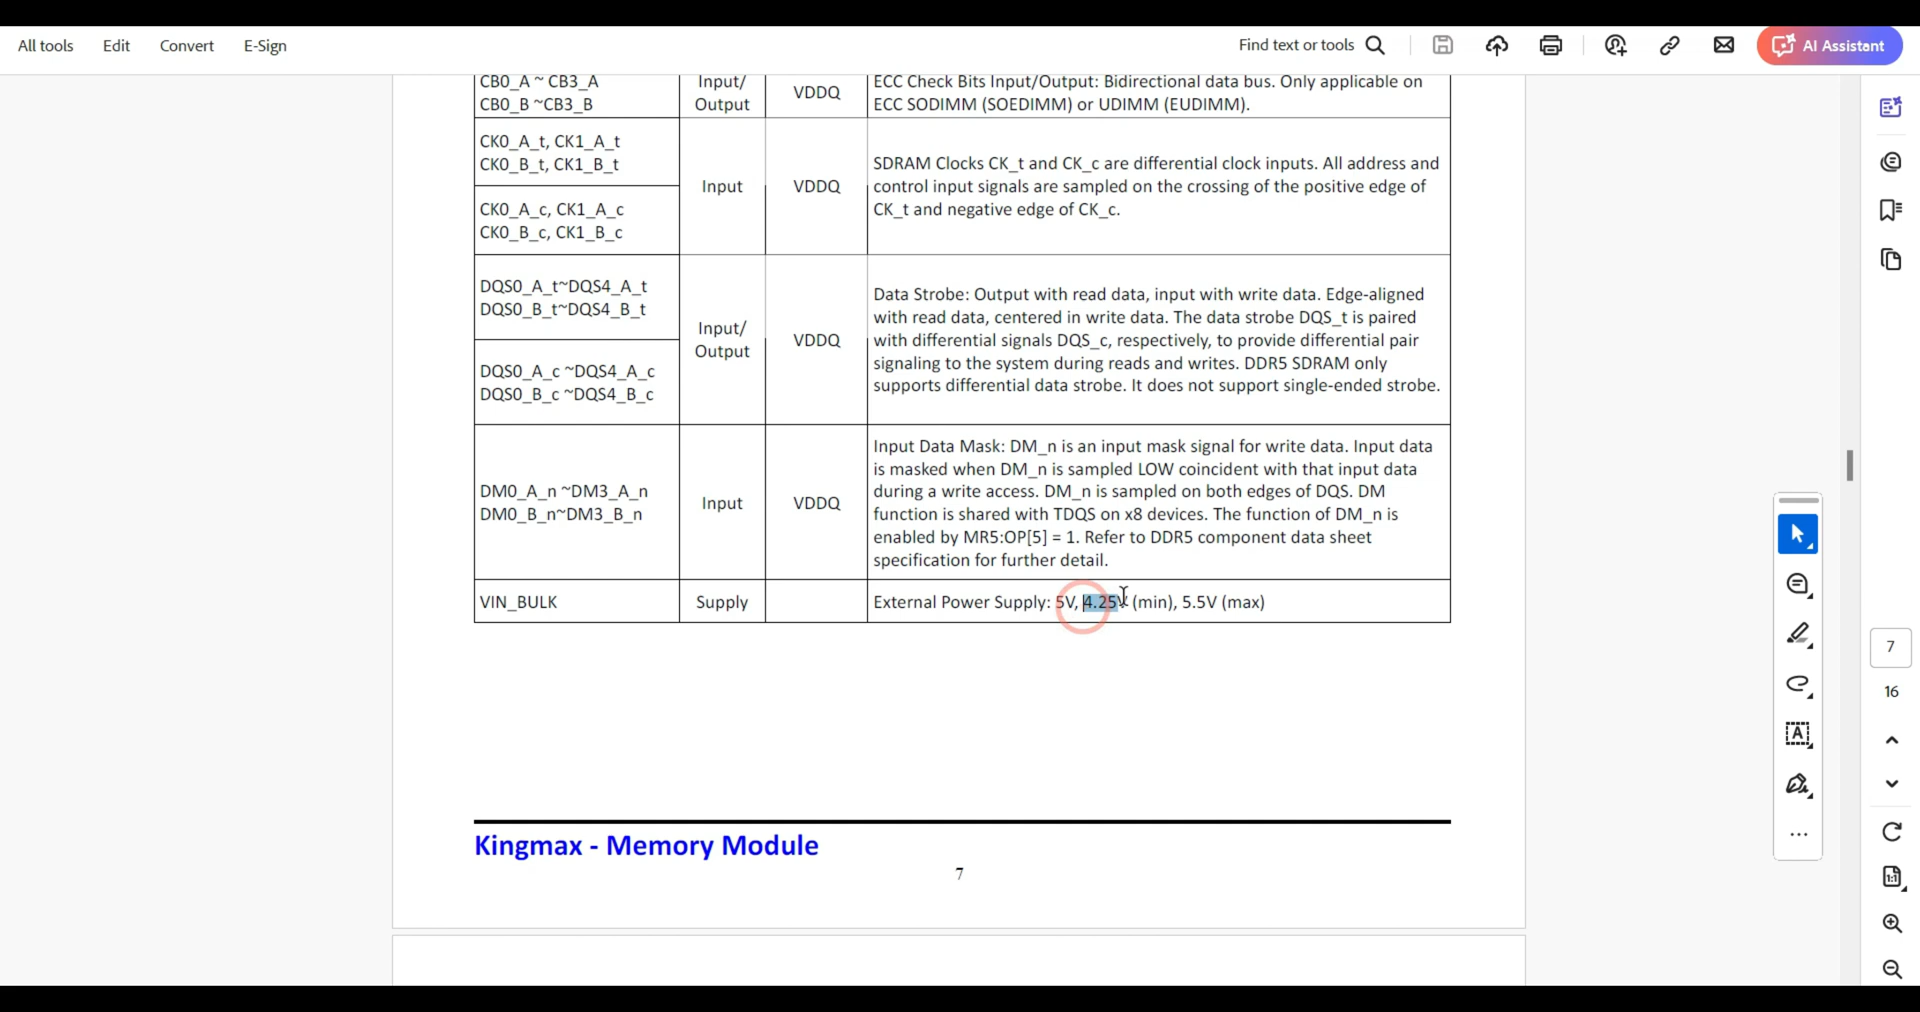 All tools Edit Convert E-Sign Find text or tools AI Assistant
CB0_A ~ CB3_A
CB0_B ~CB3_B
Input/
Output
VDDQ
ECC Check Bits Input/Output: Bidirectional data bus. Only applicable on
ECC SODIMM (SOEDIMM) or UDIMM (EUDIMM).
CK0_A_t, CK1_A_t
CK0_B_t, CK1_B_t
CK0_A_c, CK1_A_c
CK0_B_c, CK1_B_c
Input
VDDQ
SDRAM Clocks CK_t and CK_c are differential clock inputs. All address and
control input signals are sampled on the crossing of the positive edge of
CK_t and negative edge of CK_c.
DQS0_A_t~DQS4_A_t
DQS0_B_t~DQS4_B_t
DQS0_A_c ~DQS4_A_c
DQS0_B_c ~DQS4_B_c
Input/
Output
VDDQ
Data Strobe: Output with read data, input with write data. Edge-aligned
with read data, centered in write data. The data strobe DQS_t is paired
with differential signals DQS_c, respectively, to provide differential pair
signaling to the system during reads and writes. DDR5 SDRAM only
supports differential data strobe. It does not support single-ended strobe.
DM0_A_n ~DM3_A_n
DM0_B_n~DM3_B_n
Input
VDDQ
Input Data Mask: DM_n is an input mask signal for write data. Input data
is masked when DM_n is sampled LOW coincident with that input data
during a write access. DM_n is sampled on both edges of DQS. DM
function is shared with TDQS on x8 devices. The function of DM_n is
enabled by MR5:OP[5] = 1. Refer to DDR5 component data sheet
specification for further detail.
VIN_BULK
Supply
External Power Supply: 5V, 4.25V (min), 5.5V (max)
Kingmax - Memory Module
7
7
16